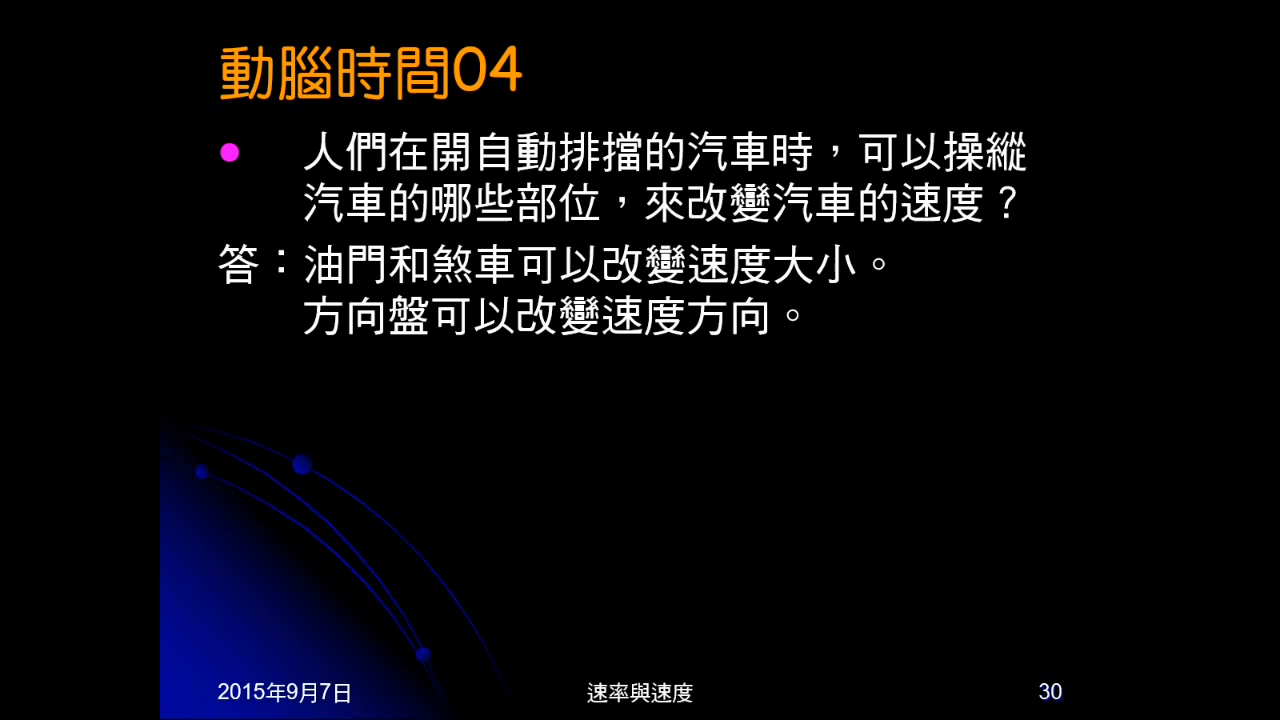 動腦時間04
● 人們在開自動排擋的汽車時，可以操縱
汽車的哪些部位，來改變汽車的速度？
答：油門和煞車可以改變速度大小。
方向盤可以改變速度方向。
2015年9月7日 速率與速度 30